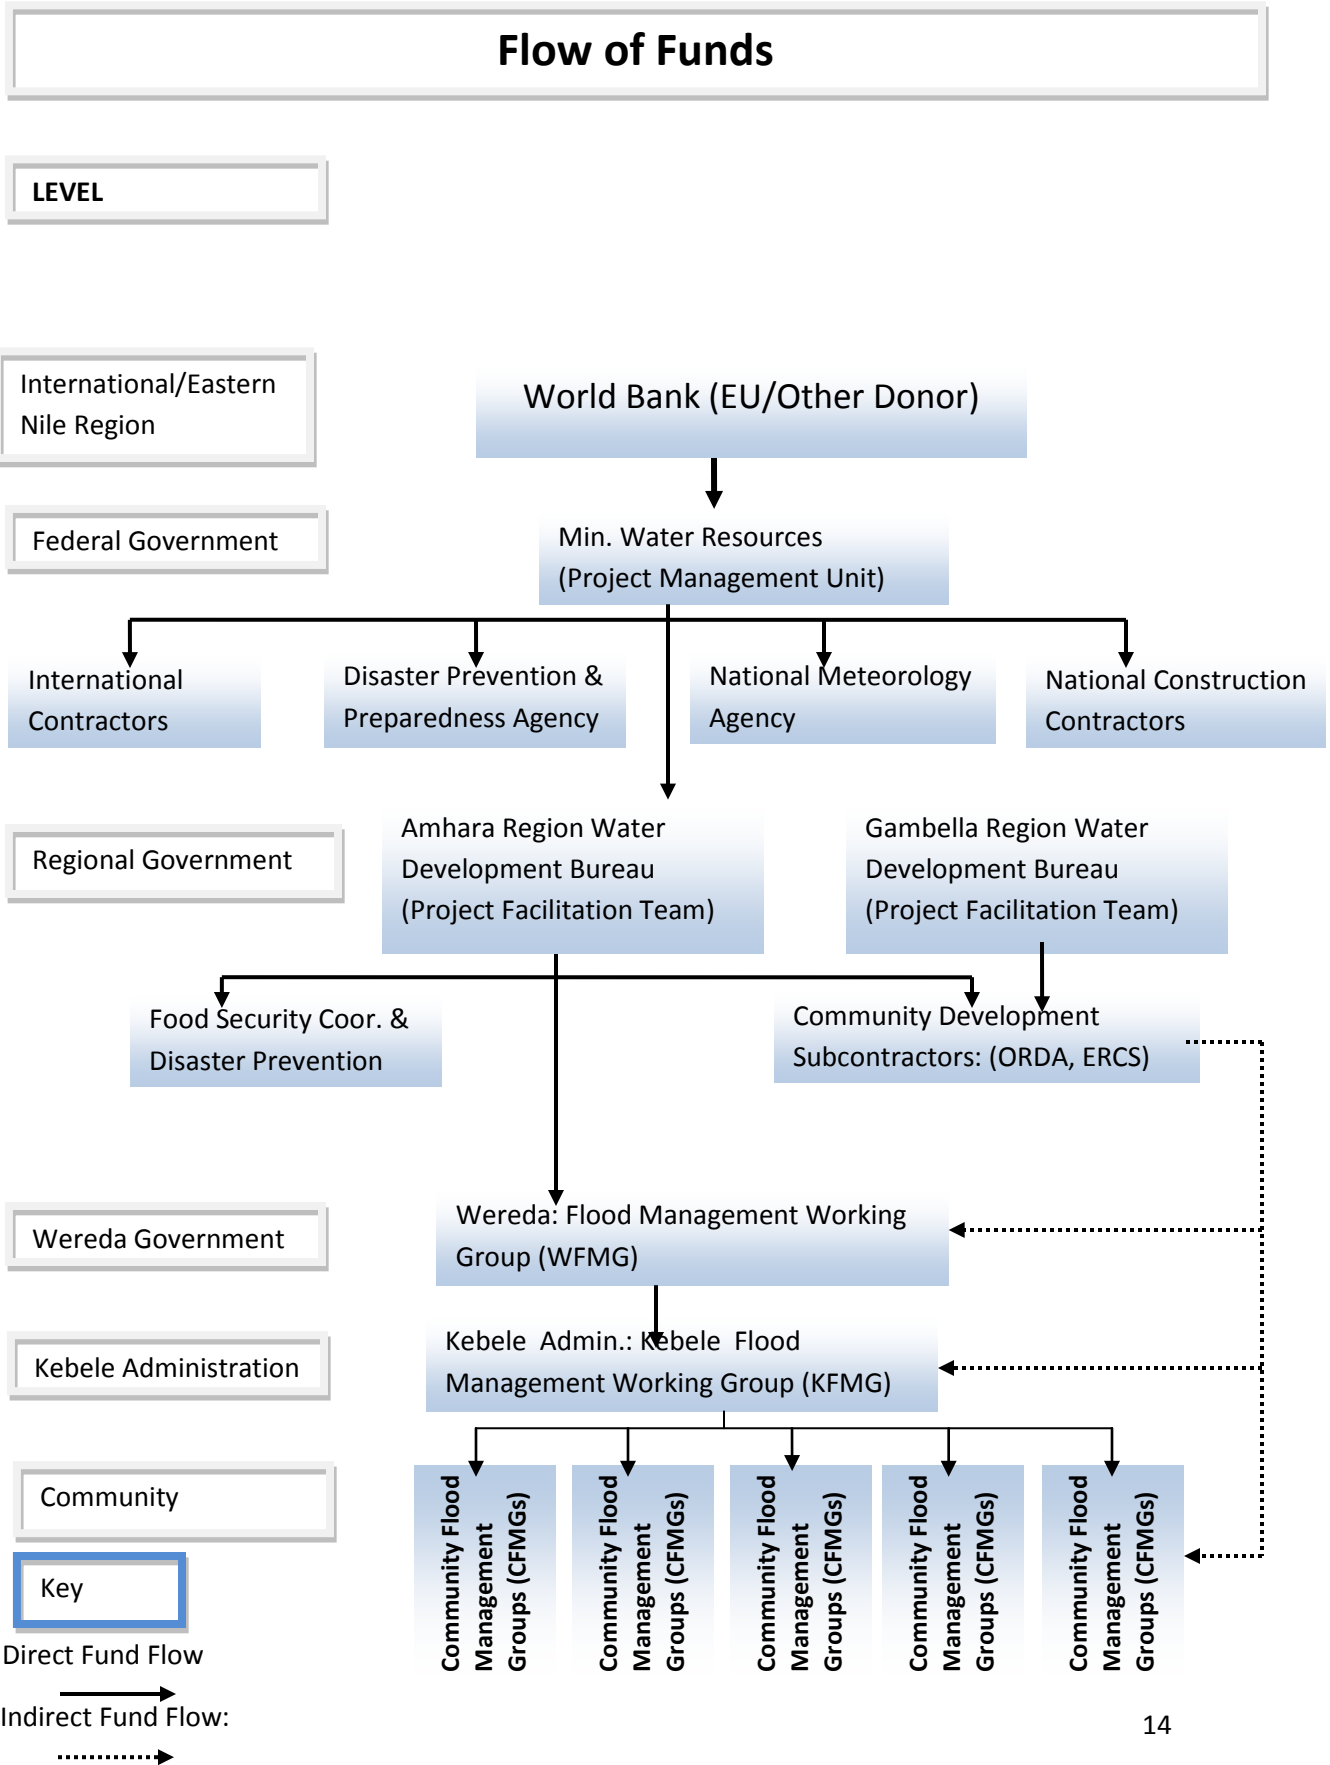 Flow of Funds
LEVEL
International/Eastern
Nile Region
World Bank (EU/Other Donor)
Federal Government
Min. Water Resources
(Project Management Unit)
International
Contractors
Disaster Prevention &
Preparedness Agency
National Meteorology
Agency
National Construction
Contractors
Regional Government
Amhara Region Water
Development Bureau
(Project Facilitation Team)
Gambella Region Water
Development Bureau
(Project Facilitation Team)
Food Security Coor. &
Disaster Prevention
Community Development
Subcontractors: (ORDA, ERCS)
Wereda Government
Wereda: Flood Management Working
Group (WFMG)
Kebele Administration
Kebele Admin.: Kebele Flood
Management Working Group (KFMG)
Community
Community Flood
Management
Groups (CFMGs)
Community Flood
Management
Groups (CFMGs)
Community Flood
Management
Groups (CFMGs)
Community Flood
Management
Groups (CFMGs)
Community Flood
Management
Groups (CFMGs)
Key
Direct Fund Flow
Indirect Fund Flow:
14